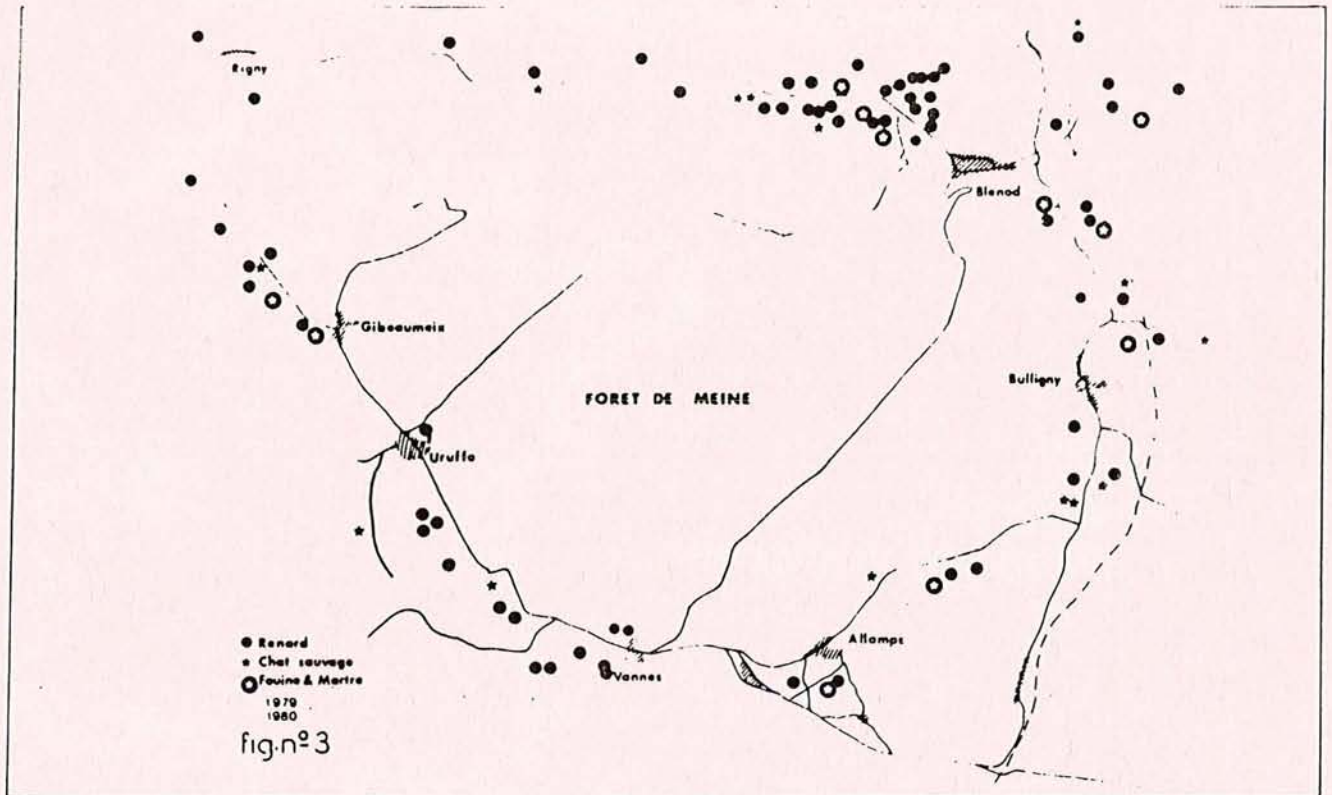 Rigny
Blenod
Gibeaumeix
FORET DE MEINE
Bulligny
Uruffe
Allamps
Vannes
Renard
Chat sauvage
Fouine & Martre
1979
1980
fig.nº3